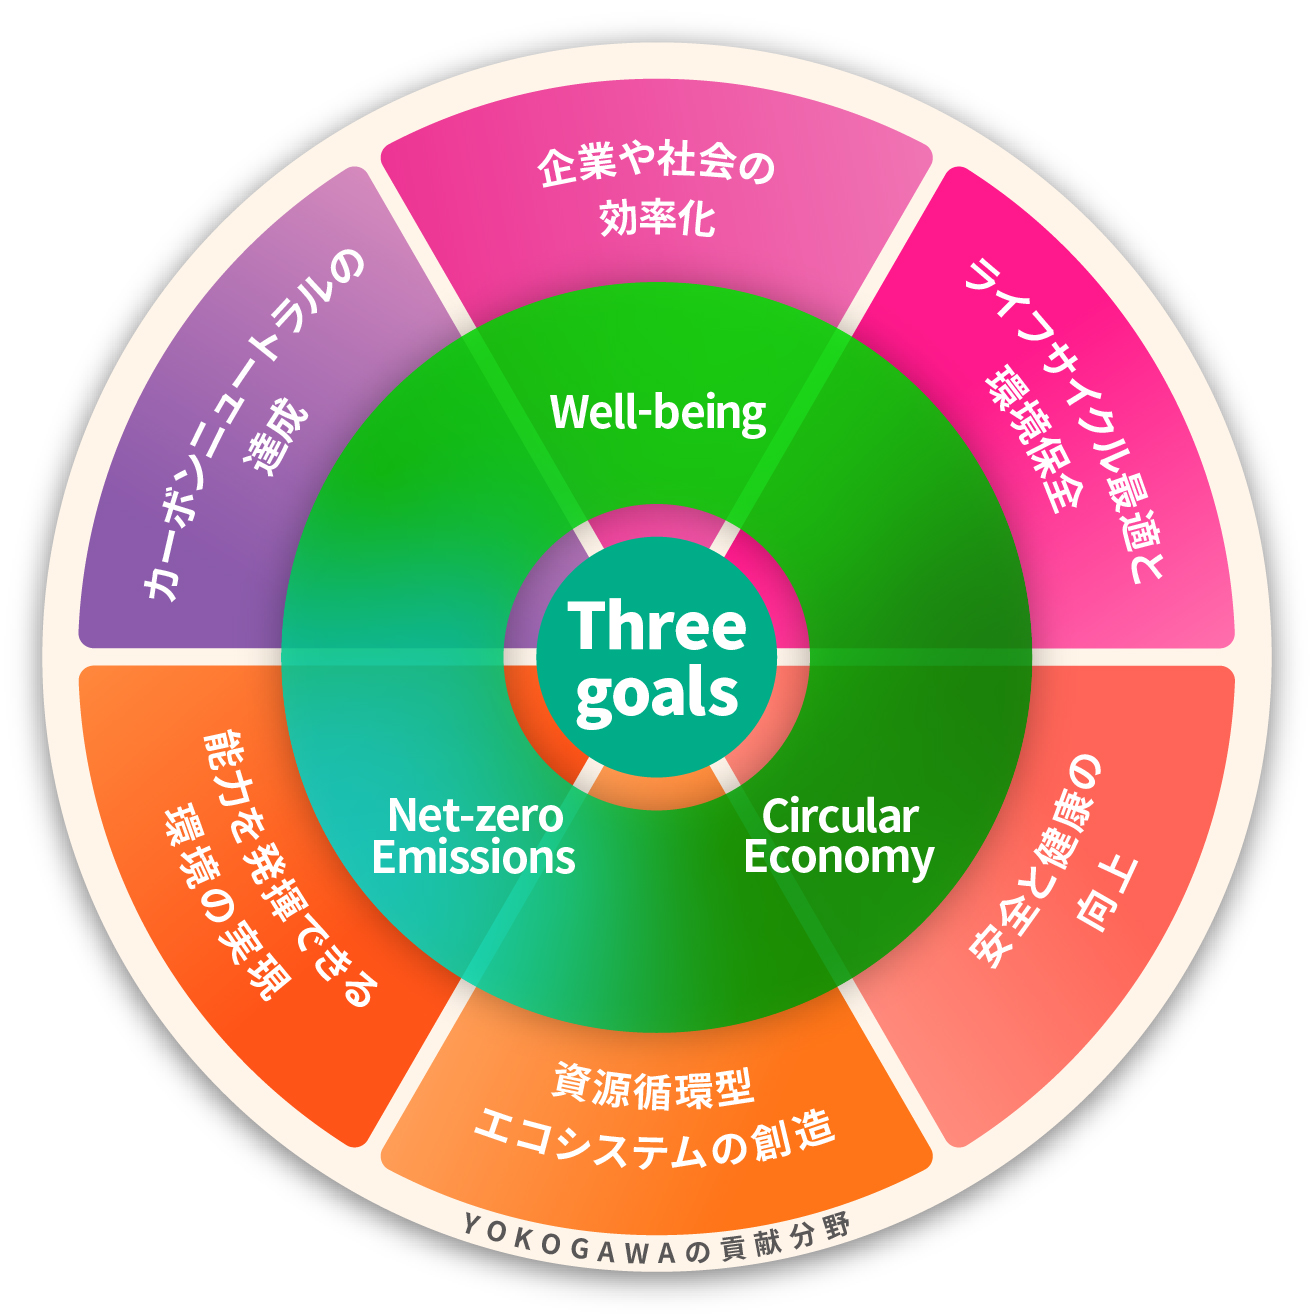 企業や社会の
効率化
ライフサイクル最適と
環境保全
安全と健康の
向上
資源循環型
エコシステムの創造
能力を発揮できる
環境の実現
カーボンニュートラルの
達成
Well-being
Circular
Economy
Net-zero
Emissions
Three
goals
YOKOGAWAの貢献分野